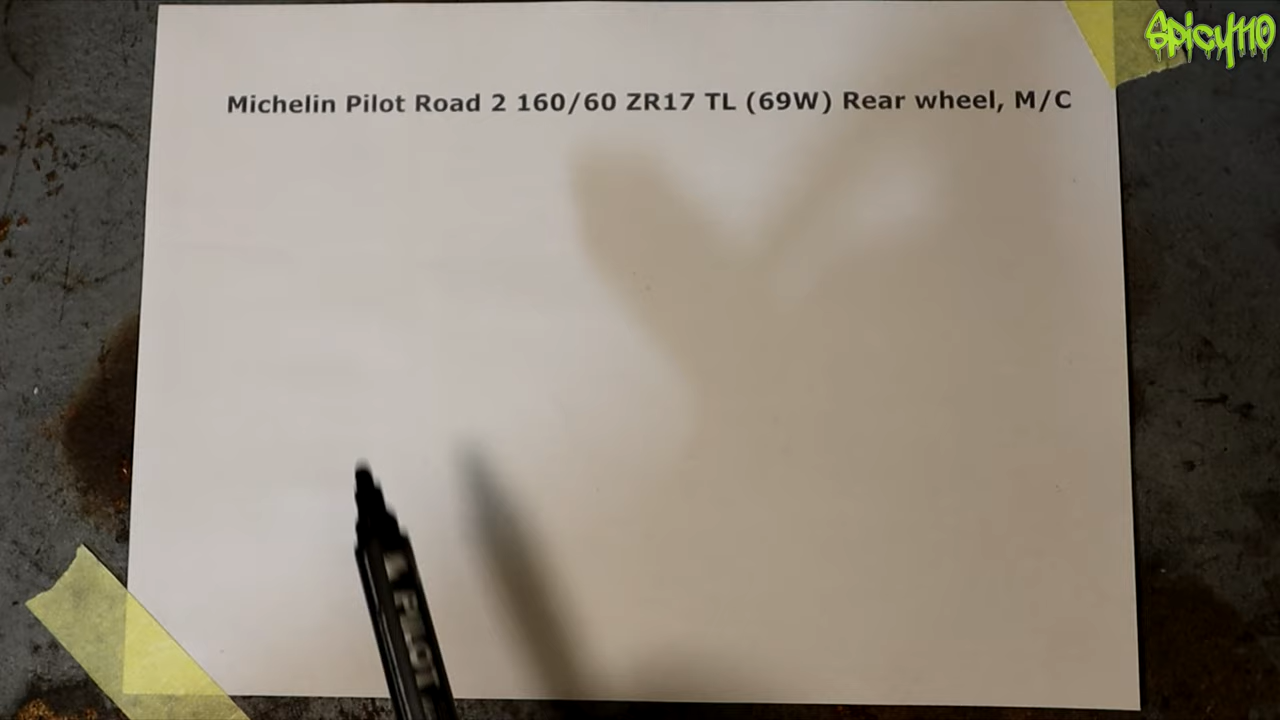 Spicy110
Michelin Pilot Road 2 160/60 ZR17 TL (69W) Rear wheel, M/C
PILOT